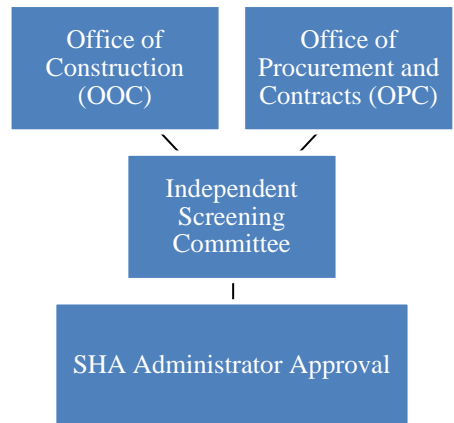 Office of
Construction
(OOC)
Office of
Procurement and
Contracts (OPC)
Independent
Screening
Committee
SHA Administrator Approval